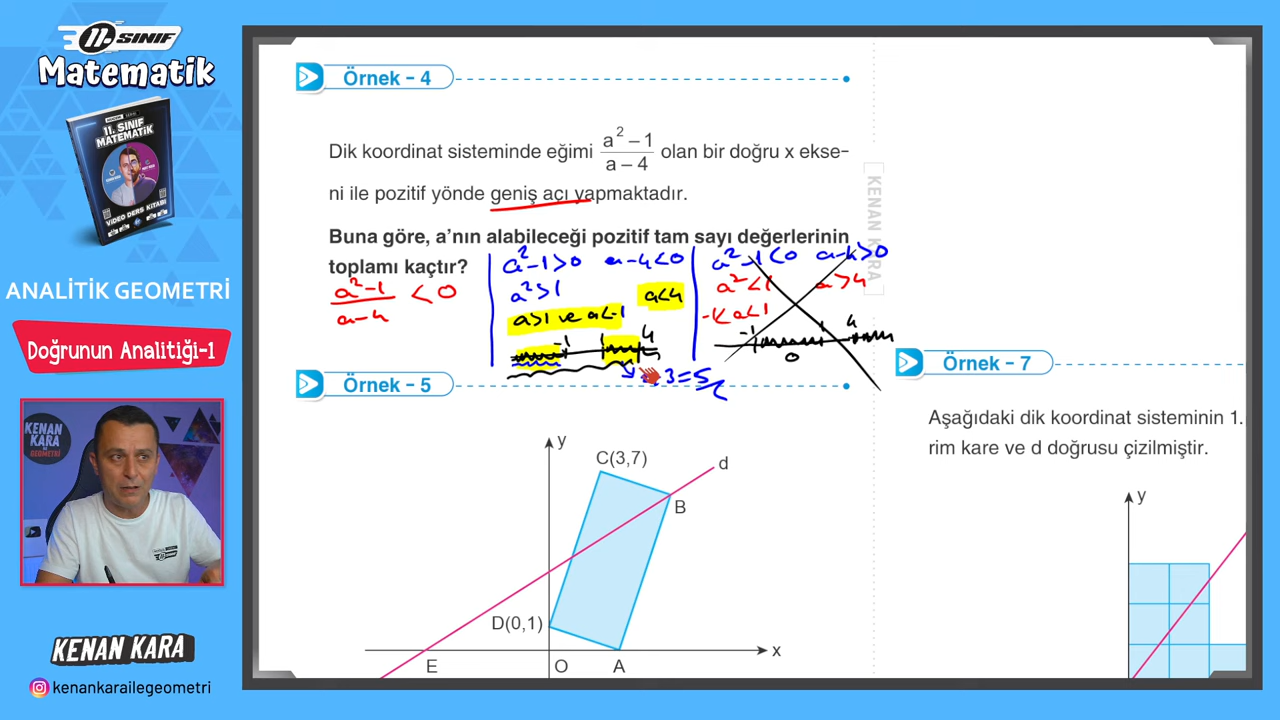 11. SINIF
Matematik
11. SINIF
MATEMATİK
VİDEO DERS KİTABI
ANALİTİK GEOMETRİ
Doğrunun Analitiği-1
KENAN
KARA
GEOMETRİ
11.SINIF
KENAN KARA
kenankarailegeometri
Örnek - 4
Dik koordinat sisteminde eğimi a² – 1 / a – 4 olan bir doğru x ekse-
ni ile pozitif yönde geniş açı yapmaktadır.
Buna göre, a'nın alabileceği pozitif tam sayı değerlerinin
toplamı kaçtır?
a²-1 / a-4 < 0
a²-1>0 a-4<0
a²>1 a<4
a>1 ve a<-1
-1 4
3=5
a²-1<0 a-4>0
a²<1 a>4
-1<a<1
-1 0 4
KENAN KARA
Örnek - 5
y
C(3,7)
d
B
D(0,1)
E O A x
Örnek - 7
Aşağıdaki dik koordinat sisteminin 1.
rim kare ve d doğrusu çizilmiştir.
y